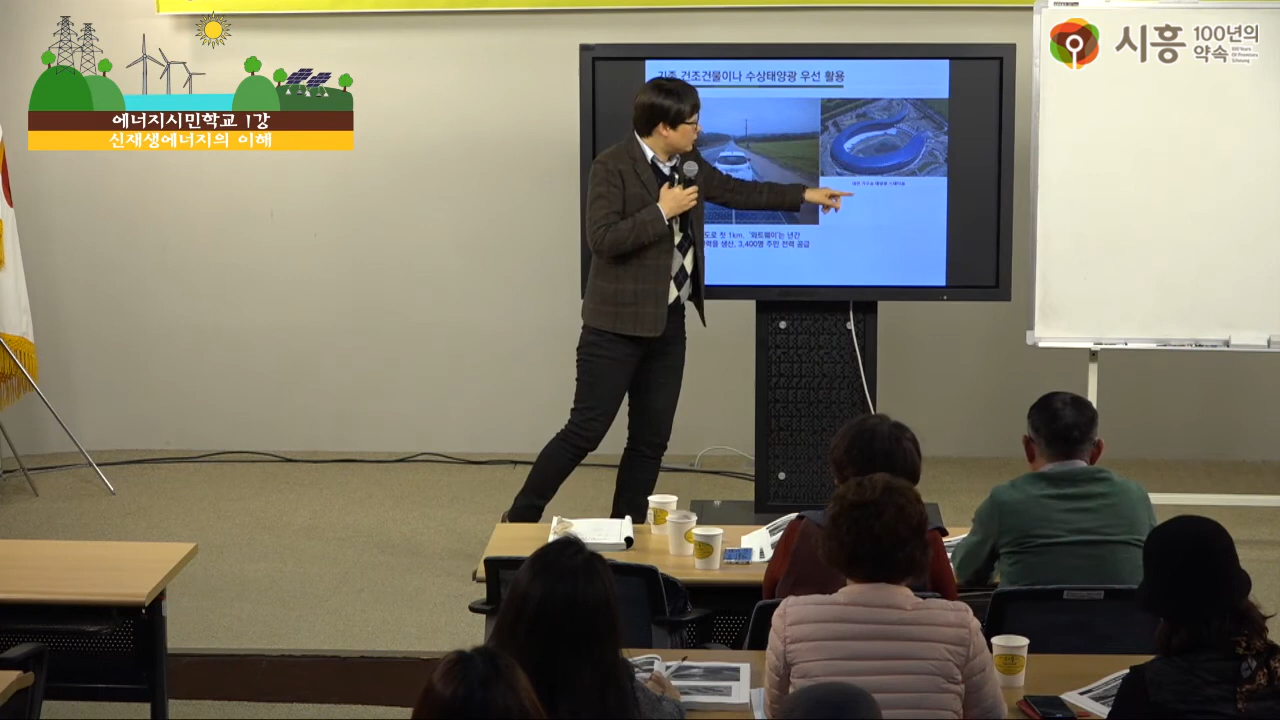 에너지시민학교 1강
신재생에너지의 이해
시흥 100년의 약속
기존 건조건물이나 수상태양광 우선 활용
도로 첫 1km. '와트웨이'는 년간
력을 생산, 3,400명 주민 전력 공급